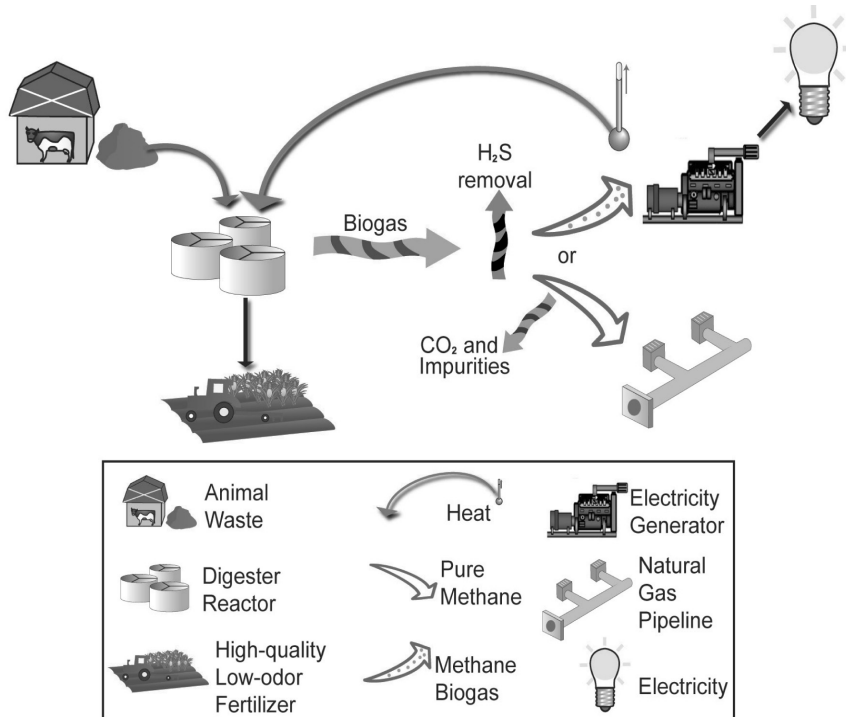 H₂S
removal
Biogas
or
CO₂ and
Impurities
Animal
Waste
Heat
Electricity
Generator
Digester
Reactor
Pure
Methane
Natural
Gas
Pipeline
High-quality
Low-odor
Fertilizer
Methane
Biogas
Electricity